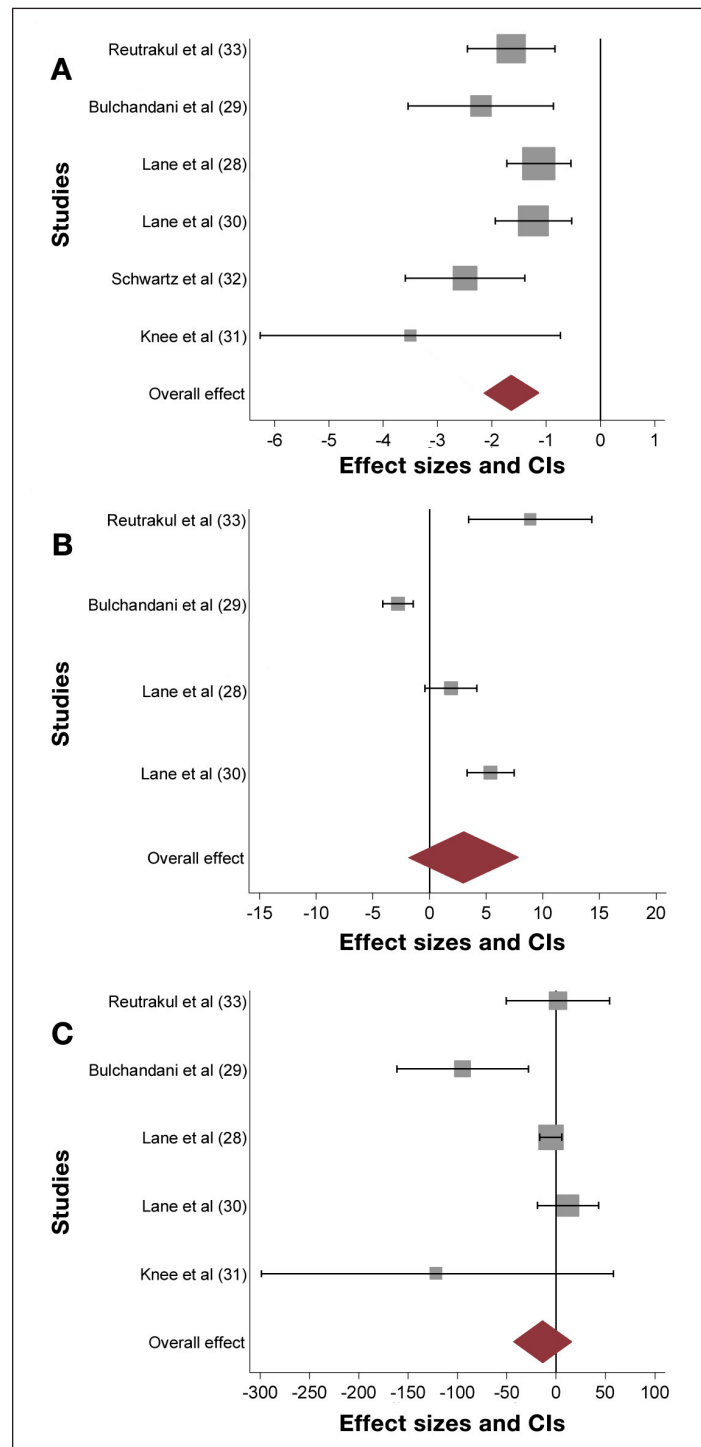 A
Studies
Reutrakul et al (33)
Bulchandani et al (29)
Lane et al (28)
Lane et al (30)
Schwartz et al (32)
Knee et al (31)
Overall effect
-6 -5 -4 -3 -2 -1 0 1
Effect sizes and CIs
B
Studies
Reutrakul et al (33)
Bulchandani et al (29)
Lane et al (28)
Lane et al (30)
Overall effect
-15 -10 -5 0 5 10 15 20
Effect sizes and CIs
C
Studies
Reutrakul et al (33)
Bulchandani et al (29)
Lane et al (28)
Lane et al (30)
Knee et al (31)
Overall effect
-300 -250 -200 -150 -100 -50 0 50 100
Effect sizes and CIs